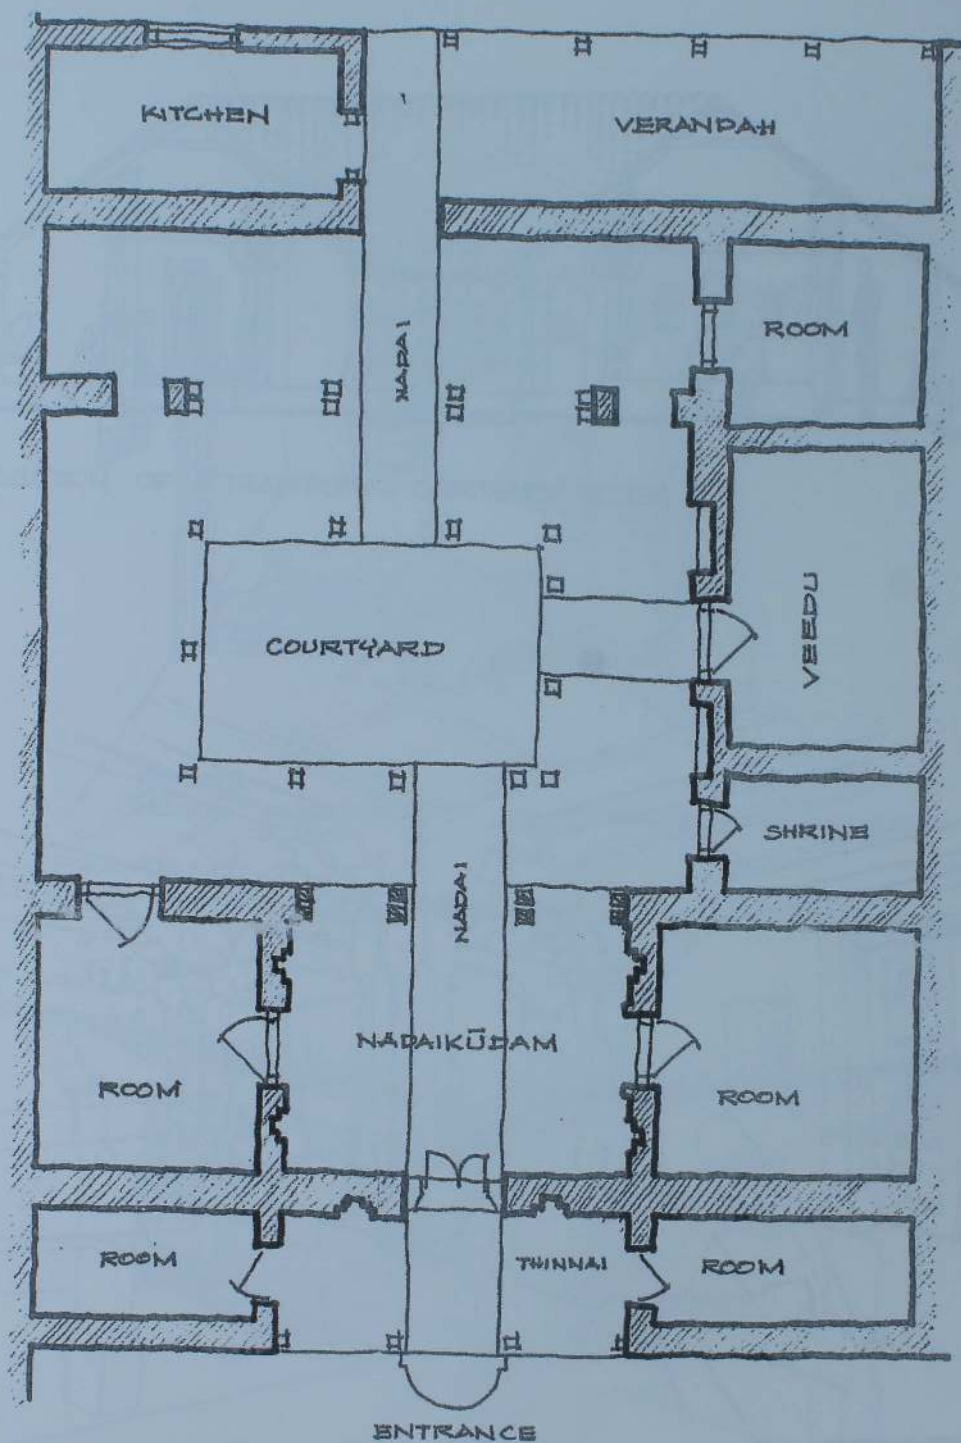 KITCHEN
VERANDAH
NADAI
ROOM
COURTYARD
VEEDU
NADAI
SHRINE
NADAIKŪDAM
ROOM
ROOM
ROOM
THINNAI
ROOM
ENTRANCE